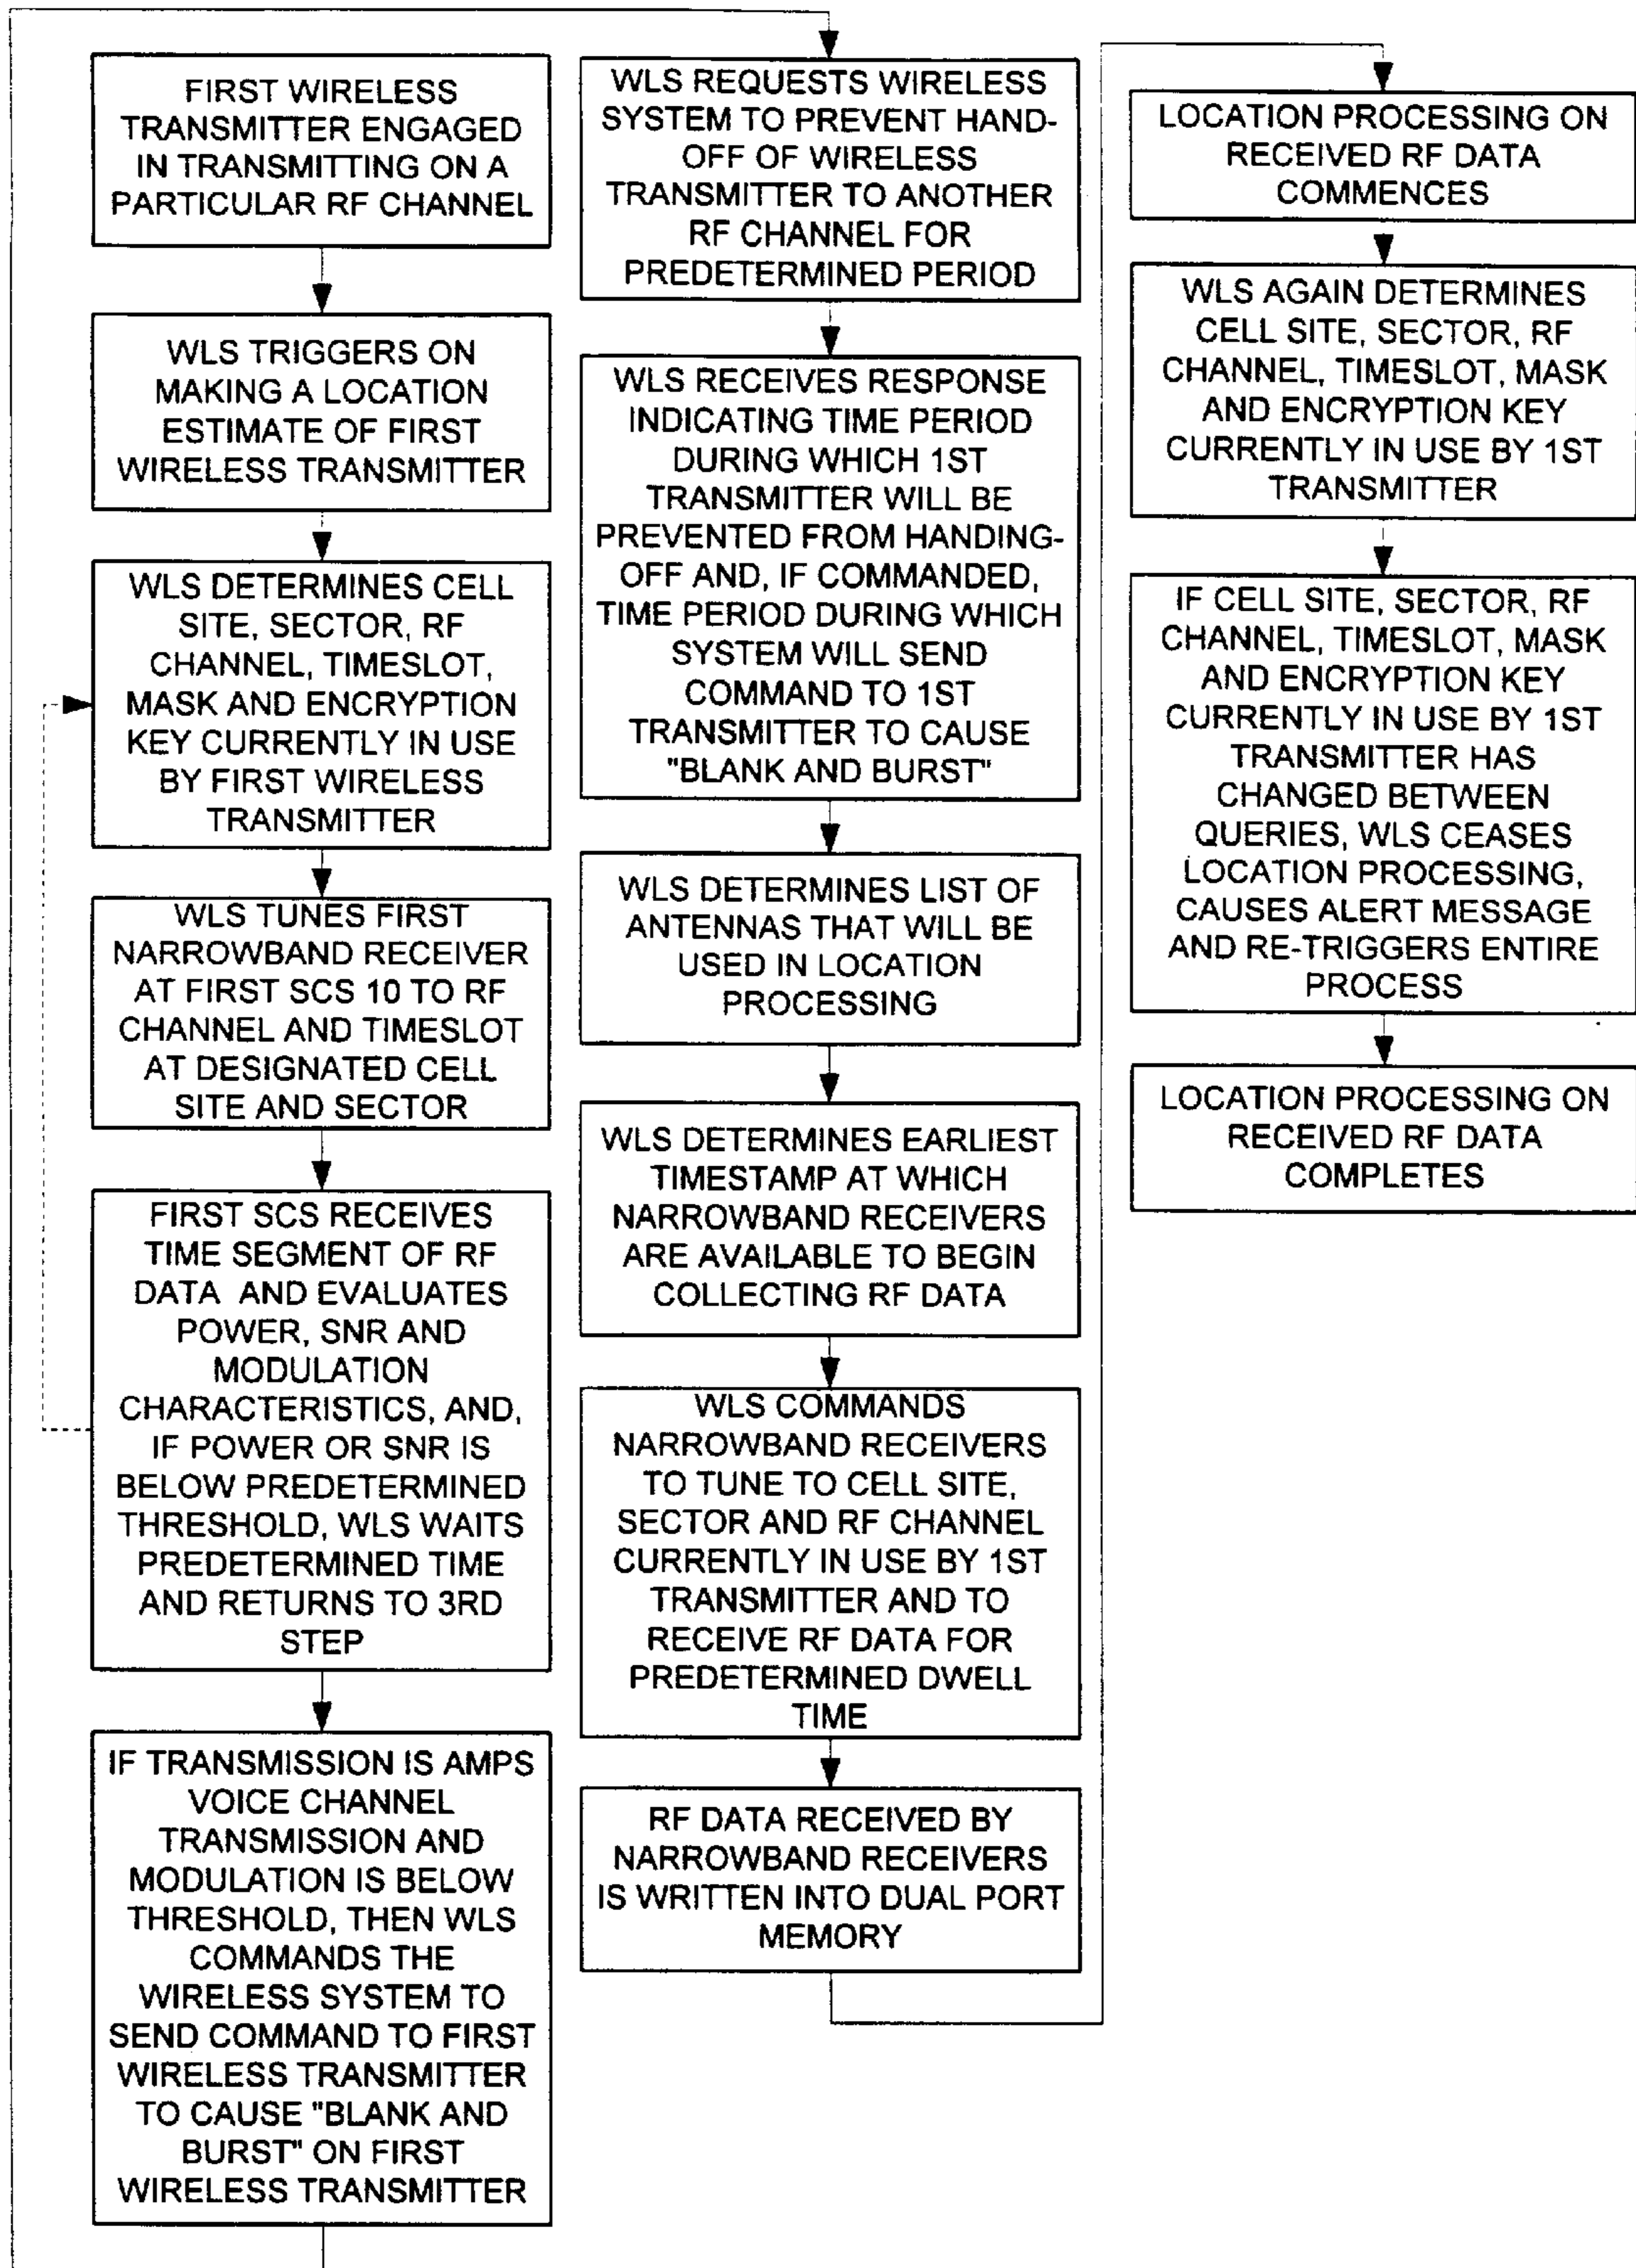 FIRST WIRELESS
TRANSMITTER ENGAGED
IN TRANSMITTING ON A
PARTICULAR RF CHANNEL
WLS TRIGGERS ON
MAKING A LOCATION
ESTIMATE OF FIRST
WIRELESS TRANSMITTER
WLS DETERMINES CELL
SITE, SECTOR, RF
CHANNEL, TIMESLOT,
MASK AND ENCRYPTION
KEY CURRENTLY IN USE
BY FIRST WIRELESS
TRANSMITTER
WLS TUNES FIRST
NARROWBAND RECEIVER
AT FIRST SCS 10 TO RF
CHANNEL AND TIMESLOT
AT DESIGNATED CELL
SITE AND SECTOR
FIRST SCS RECEIVES
TIME SEGMENT OF RF
DATA AND EVALUATES
POWER, SNR AND
MODULATION
CHARACTERISTICS, AND,
IF POWER OR SNR IS
BELOW PREDETERMINED
THRESHOLD, WLS WAITS
PREDETERMINED TIME
AND RETURNS TO 3RD
STEP
IF TRANSMISSION IS AMPS
VOICE CHANNEL
TRANSMISSION AND
MODULATION IS BELOW
THRESHOLD, THEN WLS
COMMANDS THE
WIRELESS SYSTEM TO
SEND COMMAND TO FIRST
WIRELESS TRANSMITTER
TO CAUSE "BLANK AND
BURST" ON FIRST
WIRELESS TRANSMITTER
WLS REQUESTS WIRELESS
SYSTEM TO PREVENT HAND-
OFF OF WIRELESS
TRANSMITTER TO ANOTHER
RF CHANNEL FOR
PREDETERMINED PERIOD
WLS RECEIVES RESPONSE
INDICATING TIME PERIOD
DURING WHICH 1ST
TRANSMITTER WILL BE
PREVENTED FROM HANDING-
OFF AND, IF COMMANDED,
TIME PERIOD DURING WHICH
SYSTEM WILL SEND
COMMAND TO 1ST
TRANSMITTER TO CAUSE
"BLANK AND BURST"
WLS DETERMINES LIST OF
ANTENNAS THAT WILL BE
USED IN LOCATION
PROCESSING
WLS DETERMINES EARLIEST
TIMESTAMP AT WHICH
NARROWBAND RECEIVERS
ARE AVAILABLE TO BEGIN
COLLECTING RF DATA
WLS COMMANDS
NARROWBAND RECEIVERS
TO TUNE TO CELL SITE,
SECTOR AND RF CHANNEL
CURRENTLY IN USE BY 1ST
TRANSMITTER AND TO
RECEIVE RF DATA FOR
PREDETERMINED DWELL
TIME
RF DATA RECEIVED BY
NARROWBAND RECEIVERS
IS WRITTEN INTO DUAL PORT
MEMORY
LOCATION PROCESSING ON
RECEIVED RF DATA
COMMENCES
WLS AGAIN DETERMINES
CELL SITE, SECTOR, RF
CHANNEL, TIMESLOT, MASK
AND ENCRYPTION KEY
CURRENTLY IN USE BY 1ST
TRANSMITTER
IF CELL SITE, SECTOR, RF
CHANNEL, TIMESLOT, MASK
AND ENCRYPTION KEY
CURRENTLY IN USE BY 1ST
TRANSMITTER HAS
CHANGED BETWEEN
QUERIES, WLS CEASES
LOCATION PROCESSING,
CAUSES ALERT MESSAGE
AND RE-TRIGGERS ENTIRE
PROCESS
LOCATION PROCESSING ON
RECEIVED RF DATA
COMPLETES